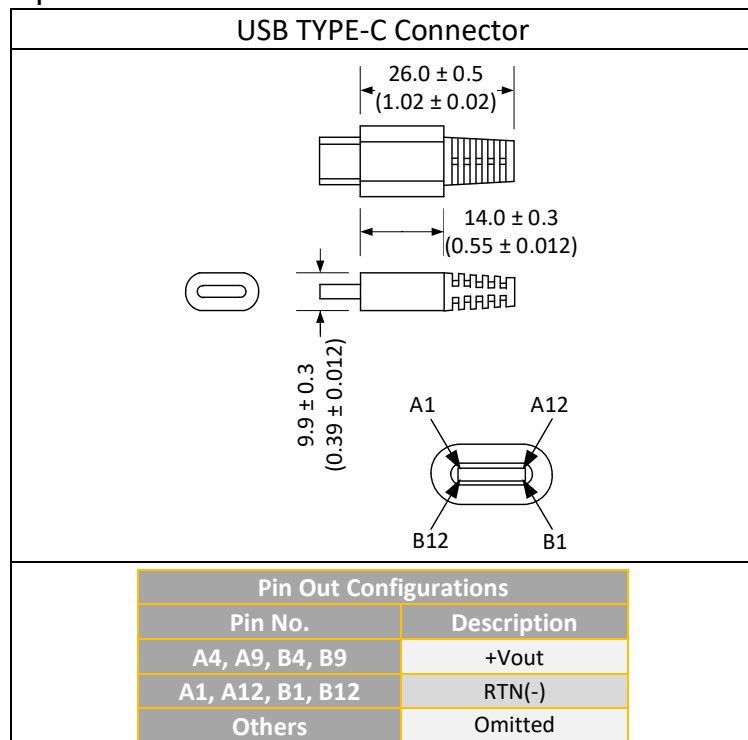 USB TYPE-C Connector
26.0 ± 0.5
(1.02 ± 0.02)
14.0 ± 0.3
(0.55 ± 0.012)
9.9 ± 0.3
(0.39 ± 0.012)
A1 A12
B12 B1
Pin Out Configurations
Pin No. Description
A4, A9, B4, B9 +Vout
A1, A12, B1, B12 RTN(-)
Others Omitted